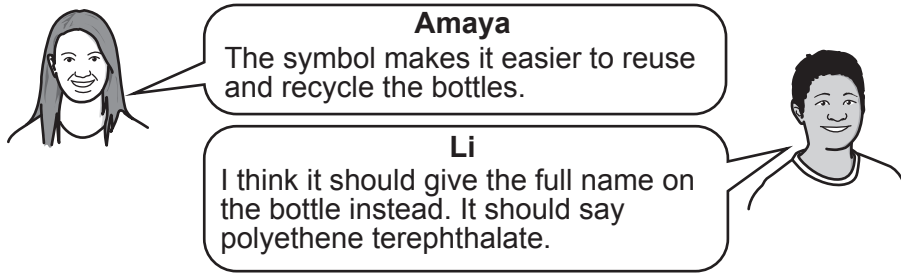 Amaya
The symbol makes it easier to reuse
and recycle the bottles.
Li
I think it should give the full name on
the bottle instead. It should say
polyethene terephthalate.